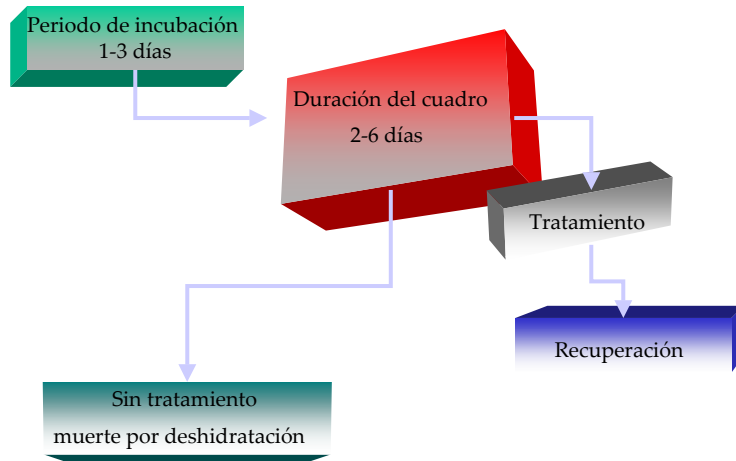 Periodo de incubación
1-3 días
Duración del cuadro
2-6 días
Tratamiento
Recuperación
Sin tratamiento
muerte por deshidratación